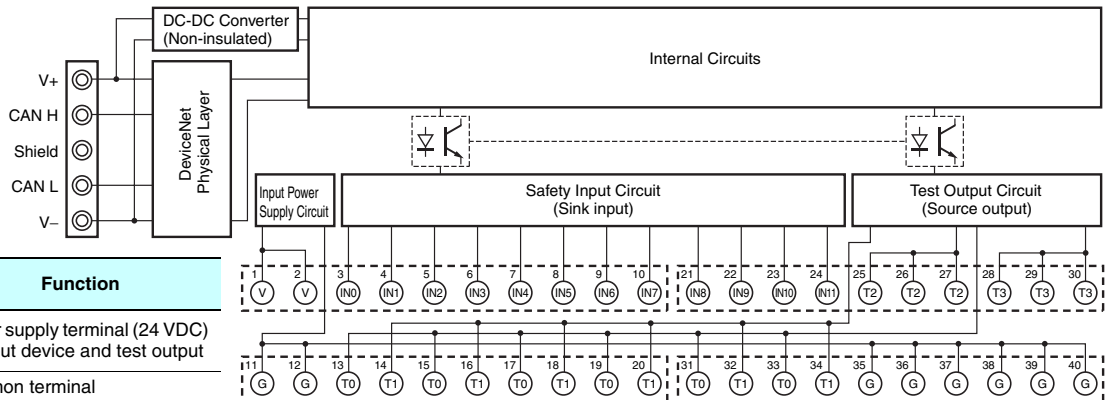 DC-DC Converter
(Non-insulated)
Internal Circuits
V+
CAN H
Shield
CAN L
V–
DeviceNet
Physical Layer
Input Power
Supply Circuit
Safety Input Circuit
(Sink input)
Test Output Circuit
(Source output)
Function
supply terminal (24 VDC)
device and test output
terminal
1 2 3 4 5 6 7 8 9 10 21 22 23 24 25 26 27 28 29 30
V V IN0 IN1 IN2 IN3 IN4 IN5 IN6 IN7 IN8 IN9 IN10 IN11 T2 T2 T2 T3 T3 T3
11 12 13 14 15 16 17 18 19 20 31 32 33 34 35 36 37 38 39 40
G G T0 T1 T0 T1 T0 T1 T0 T1 T0 T1 T0 T1 G G G G G G